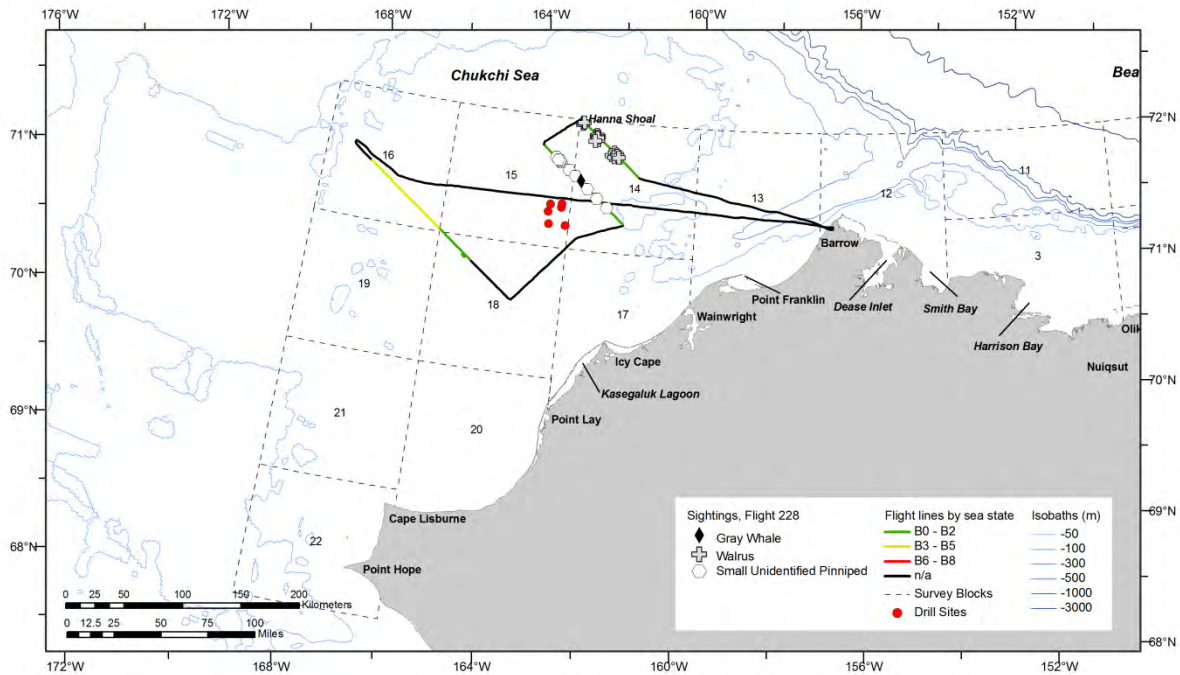 176°W 172°W 168°W 164°W 160°W 156°W 152°W
Chukchi Sea
Bea
72°N
71°N
Hanna Shoal
16
15
14
13
12
11
71°N
Barrow
3
70°N
19
18
17
Point Franklin
Dease Inlet
Smith Bay
Wainwright
Harrison Bay
Olik
Icy Cape
Nuiqsut
70°N
Kasegaluk Lagoon
69°N
21
20
Point Lay
Sightings, Flight 228
Gray Whale
Walrus
Small Unidentified Pinniped
Flight lines by sea state
B0 - B2
B3 - B5
B6 - B8
n/a
Survey Blocks
Drill Sites
Isobaths (m)
-50
-100
-300
-500
-1000
-3000
69°N
Cape Lisburne
68°N
22
Point Hope
0 25 50 100 150 200
Kilometers
0 12.5 25 50 75 100
Miles
68°N
172°W 168°W 164°W 160°W 156°W 152°W